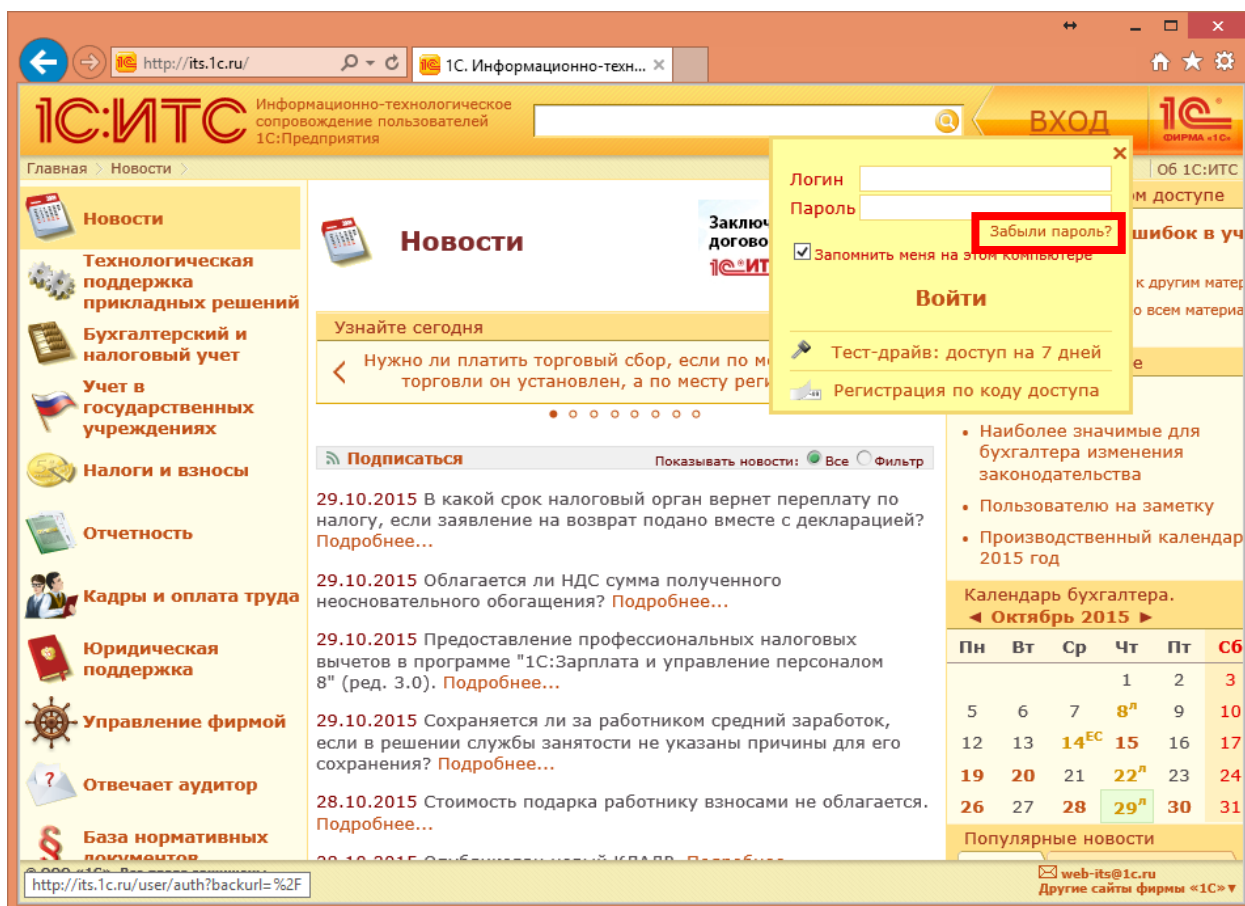 http://its.1c.ru/
1С. Информационно-техн...
1С:ИТС
Информационно-технологическое
сопровождение пользователей
1С:Предприятия
ВХОД
1С
ФИРМА «1С»
Главная > Новости >
Об 1С:ИТС
Логин
Пароль
Забыли пароль?
Запомнить меня на этом компьютере
Войти
Тест-драйв: доступ на 7 дней
Регистрация по коду доступа
Новости
Технологическая
поддержка
прикладных решений
Бухгалтерский и
налоговый учет
Учет в
государственных
учреждениях
Налоги и взносы
Отчетность
Кадры и оплата труда
Юридическая
поддержка
Управление фирмой
Отвечает аудитор
База нормативных
документов
Новости
Узнайте сегодня
Нужно ли платить торговый сбор, если по
торговли он установлен, а по месту
Подписаться
Показывать новости: Все Фильтр
29.10.2015 В какой срок налоговый орган вернет переплату по
налогу, если заявление на возврат подано вместе с декларацией?
Подробнее...
29.10.2015 Облагается ли НДС сумма полученного
неосновательного обогащения? Подробнее...
29.10.2015 Предоставление профессиональных налоговых
вычетов в программе "1С:Зарплата и управление персоналом
8" (ред. 3.0). Подробнее...
29.10.2015 Сохраняется ли за работником средний заработок,
если в решении службы занятости не указаны причины для его
сохранения? Подробнее...
28.10.2015 Стоимость подарка работнику взносами не облагается.
Подробнее...
доступе
в уч
к другим матер
о всем материа
Наиболее значимые для
бухгалтера изменения
законодательства
Пользователю на заметку
Производственный календар
2015 год
Календарь бухгалтера.
◄ Октябрь 2015 ►
Пн Вт Ср Чт Пт Сб
1 2 3
5 6 7 8л 9 10
12 13 14ЕС 15 16 17
19 20 21 22л 23 24
26 27 28 29л 30 31
Популярные новости
http://its.1c.ru/user/auth?backurl=%2F
web-its@1c.ru
Другие сайты фирмы «1С»▼